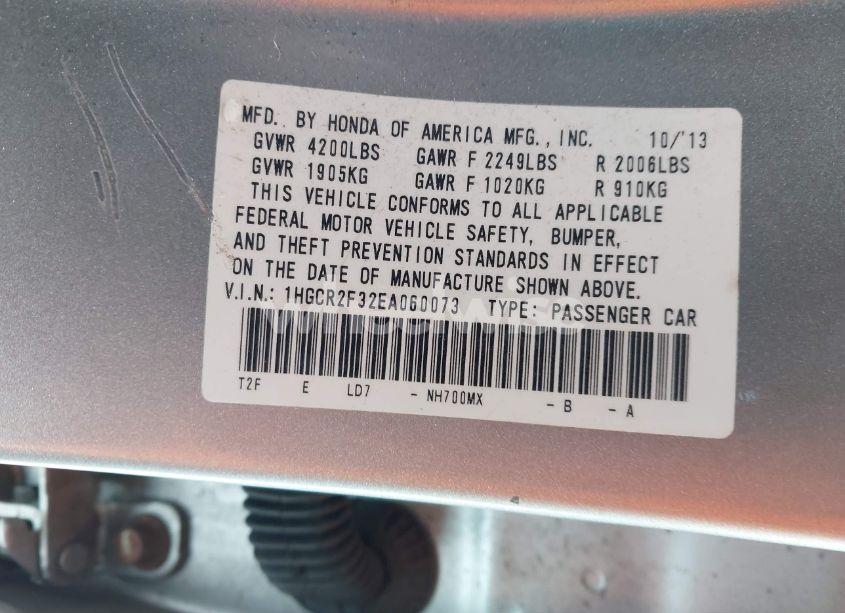 MFD. BY HONDA OF AMERICA MFG., INC. 10/'13
GVWR 4200LBS GAWR F 2249LBS R 2006LBS
GVWR 1905KG GAWR F 1020KG R 910KG
THIS VEHICLE CONFORMS TO ALL APPLICABLE
FEDERAL MOTOR VEHICLE SAFETY, BUMPER,
AND THEFT PREVENTION STANDARDS IN EFFECT
ON THE DATE OF MANUFACTURE SHOWN ABOVE.
V.I.N.: 1HGCR2F32EA060073 TYPE: PASSENGER CAR
T2F E LD7 - NH700MX - B - A